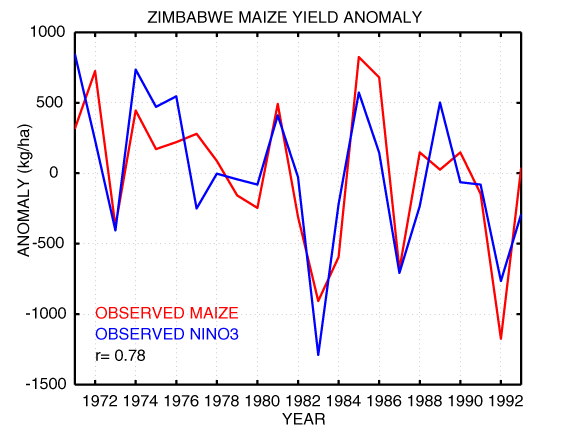 ZIMBABWE MAIZE YIELD ANOMALY
1000
500
0
-500
-1000
-1500
ANOMALY (kg/ha)
OBSERVED MAIZE
OBSERVED NINO3
r= 0.78
1972 1974 1976 1978 1980 1982 1984 1986 1988 1990 1992
YEAR